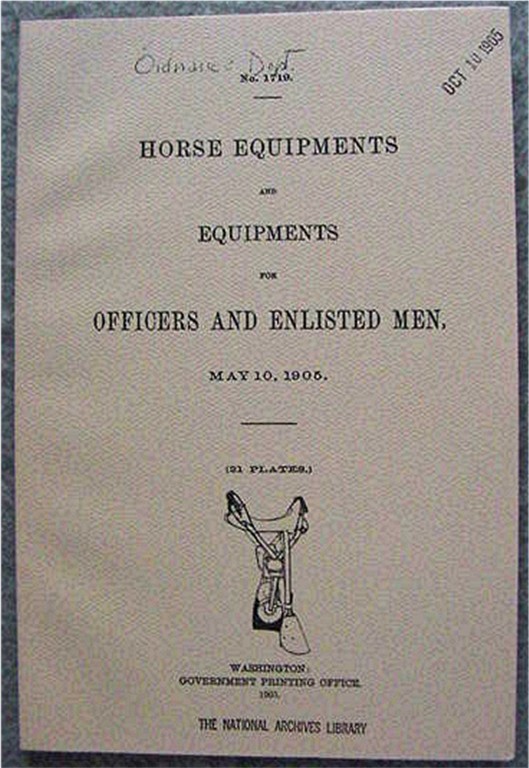 Ordnance Dept.
OCT 10 1905
No. 1719.
HORSE EQUIPMENTS
AND
EQUIPMENTS
FOR
OFFICERS AND ENLISTED MEN,
MAY 10, 1905.
(21 PLATES.)
WASHINGTON:
GOVERNMENT PRINTING OFFICE.
1905.
THE NATIONAL ARCHIVES LIBRARY